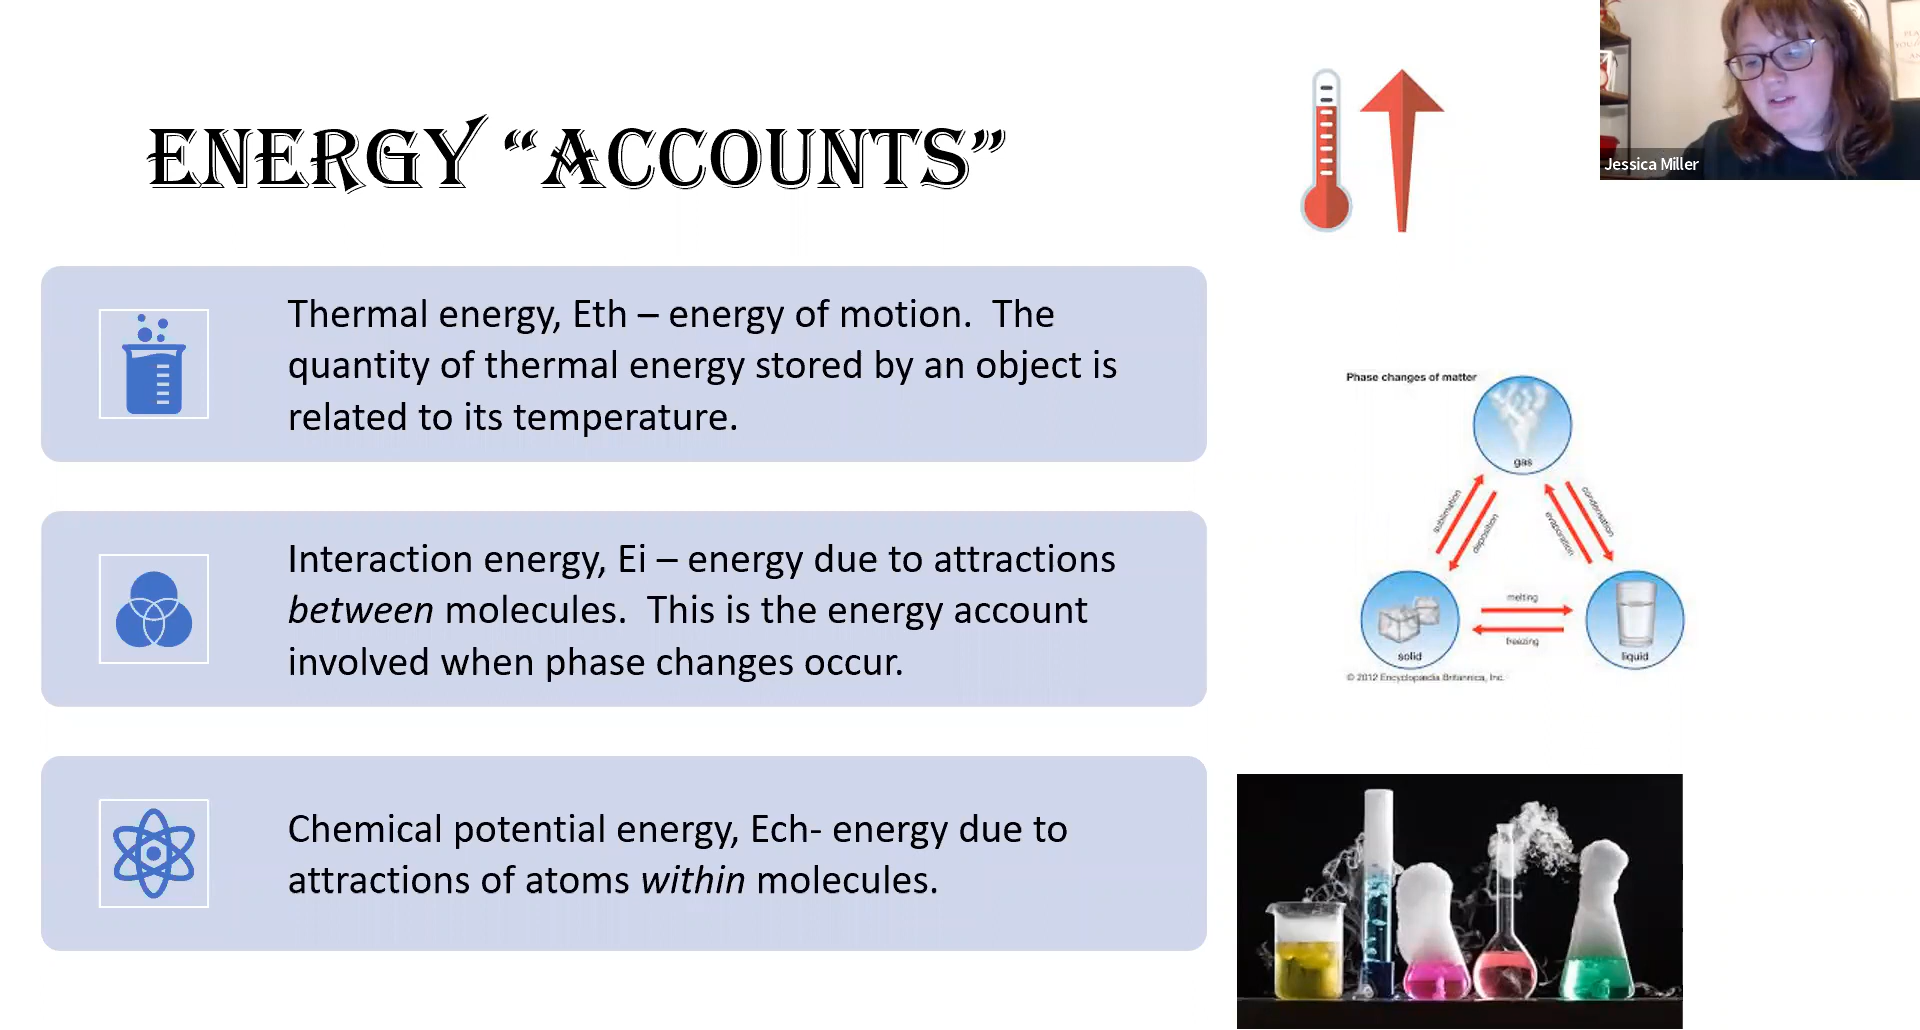 ENERGY “ACCOUNTS”
Jessica Miller
Thermal energy, Eth – energy of motion.  The
quantity of thermal energy stored by an object is
related to its temperature.
Interaction energy, Ei – energy due to attractions
between molecules.  This is the energy account
involved when phase changes occur.
Chemical potential energy, Ech- energy due to
attractions of atoms within molecules.
Phase changes of matter
gas
sublimation
deposition
evaporation
condensation
melting
freezing
solid
liquid
© 2012 Encyclopædia Britannica, Inc.